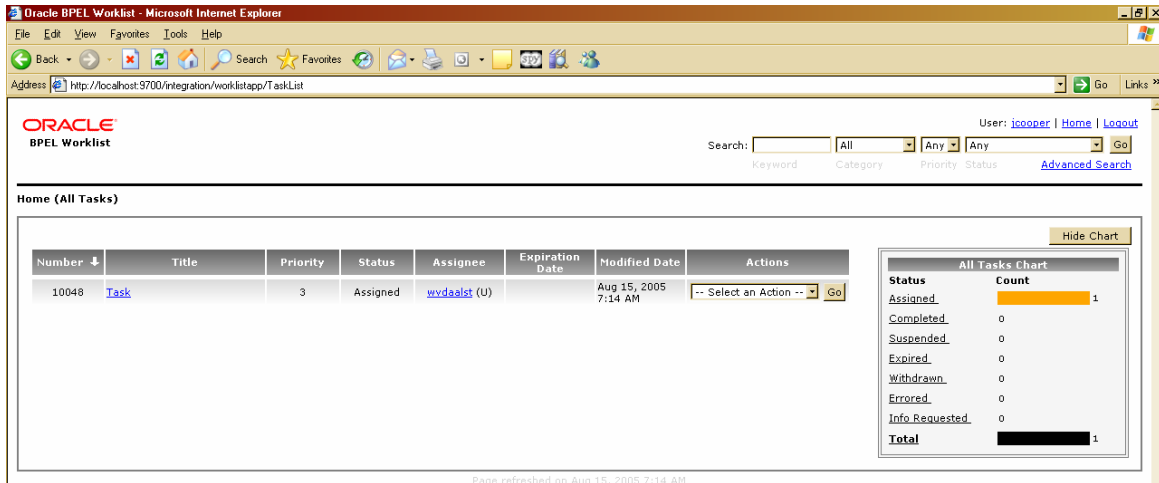 Oracle BPEL Worklist - Microsoft Internet Explorer
File Edit View Favorites Tools Help
Back Search Favorites SPY
Address http://localhost:9700/integration/worklistapp/TaskList Go Links »
ORACLE
BPEL Worklist
User: jcooper | Home | Logout
Search: All Any Any Go
Keyword Category Priority Status Advanced Search
Home (All Tasks)
Hide Chart
Number Title Priority Status Assignee Expiration Date Modified Date Actions
10048 Task 3 Assigned wvdaalst (U) Aug 15, 2005 7:14 AM -- Select an Action -- Go
All Tasks Chart
Status Count
Assigned 1
Completed 0
Suspended 0
Expired 0
Withdrawn 0
Errored 0
Info Requested 0
Total 1
Page refreshed on Aug 15, 2005 7:14 AM